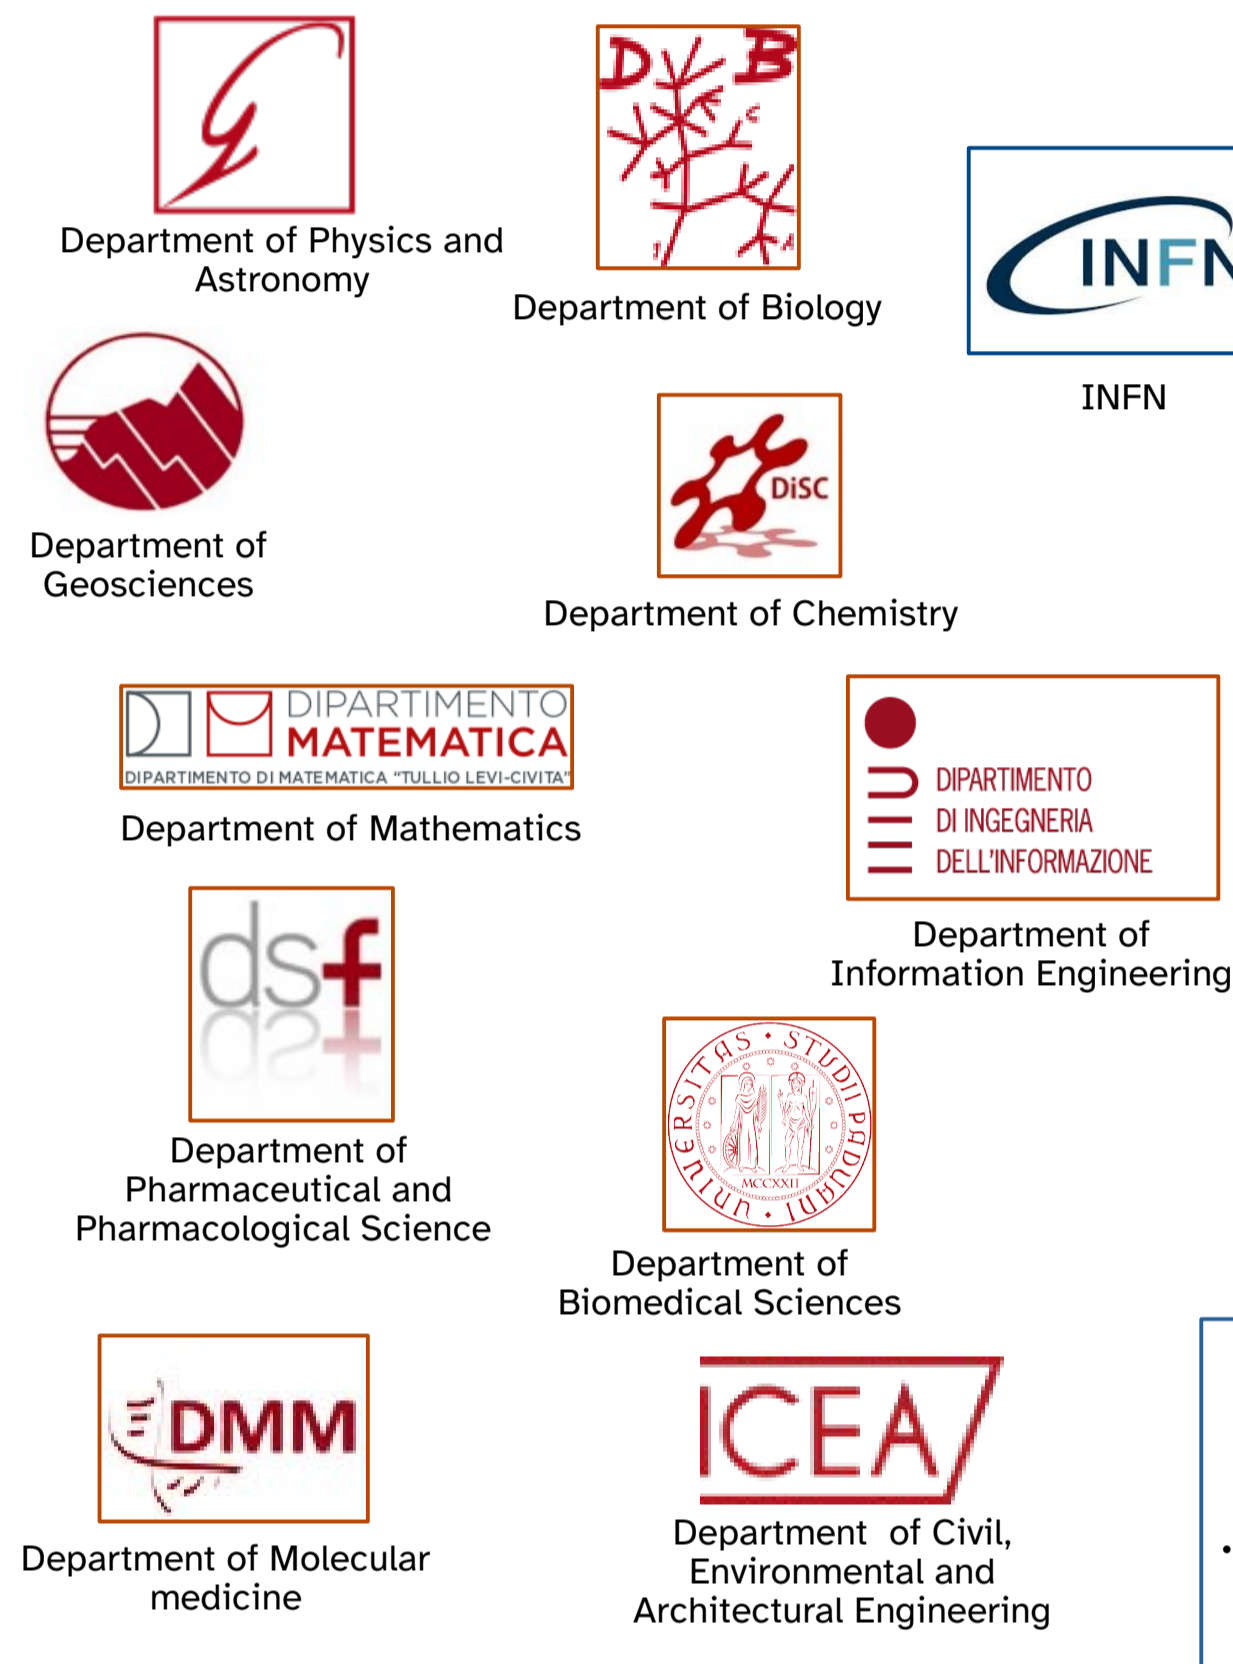 Department of Physics and
Astronomy
D B
Department of Biology
INFN
INFN
Department of
Geosciences
DiSC
Department of Chemistry
DIPARTIMENTO
MATEMATICA
DIPARTIMENTO DI MATEMATICA “TULLIO LEVI-CIVITA”
Department of Mathematics
DIPARTIMENTO
DI INGEGNERIA
DELL'INFORMAZIONE
Department of
Information Engineering
dsf
Department of
Pharmaceutical and
Pharmacological Science
UNIVERSITAS • STUDII PADUANI •
MCCXXII
Department of
Biomedical Sciences
DMM
Department of Molecular
medicine
ICEA
Department of Civil,
Environmental and
Architectural Engineering